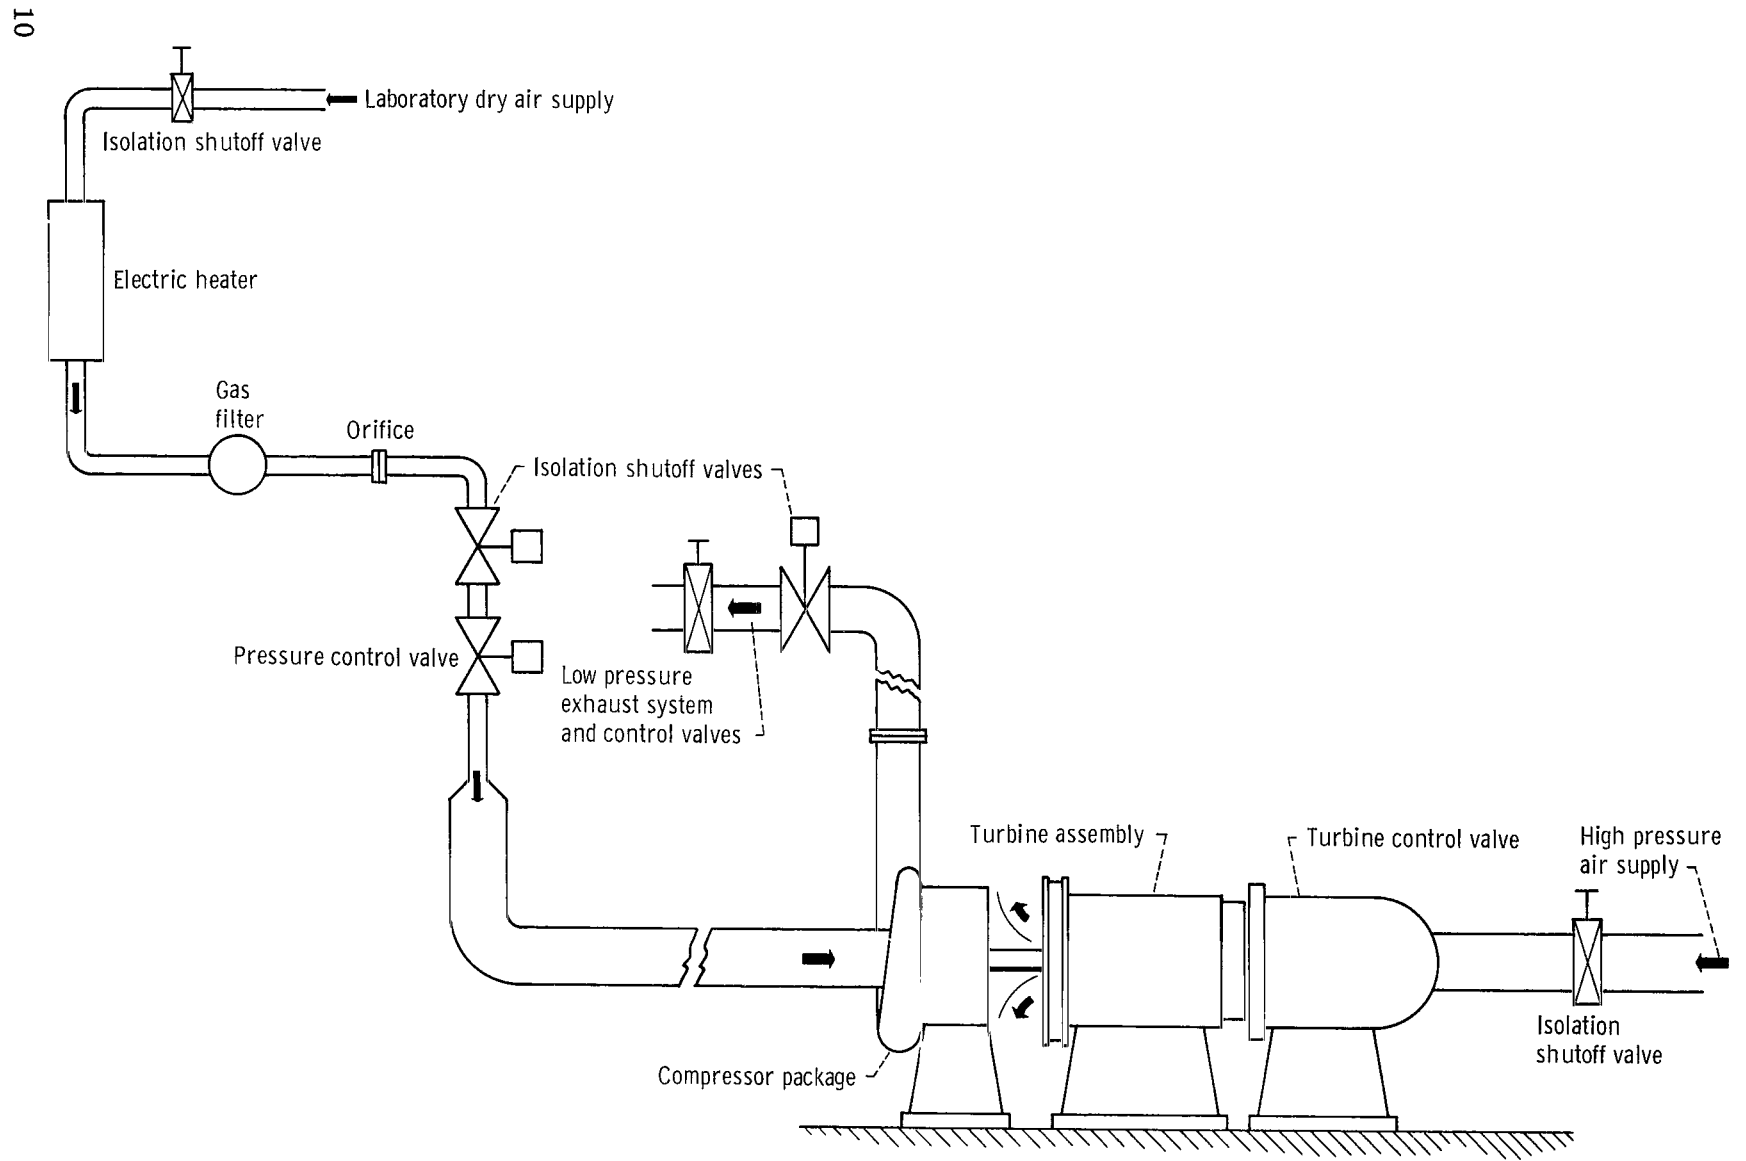 10
Laboratory dry air supply
Isolation shutoff valve
Electric heater
Gas
filter
Orifice
Isolation shutoff valves
Pressure control valve
Low pressure
exhaust system
and control valves
Turbine assembly
Turbine control valve
High pressure
air supply
Isolation
shutoff valve
Compressor package